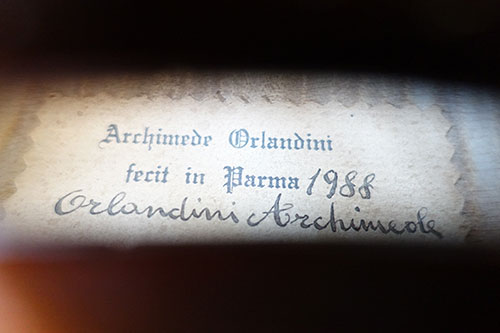 Archimede Orlandini
fecit in Parma 1988
Orlandini Archimede